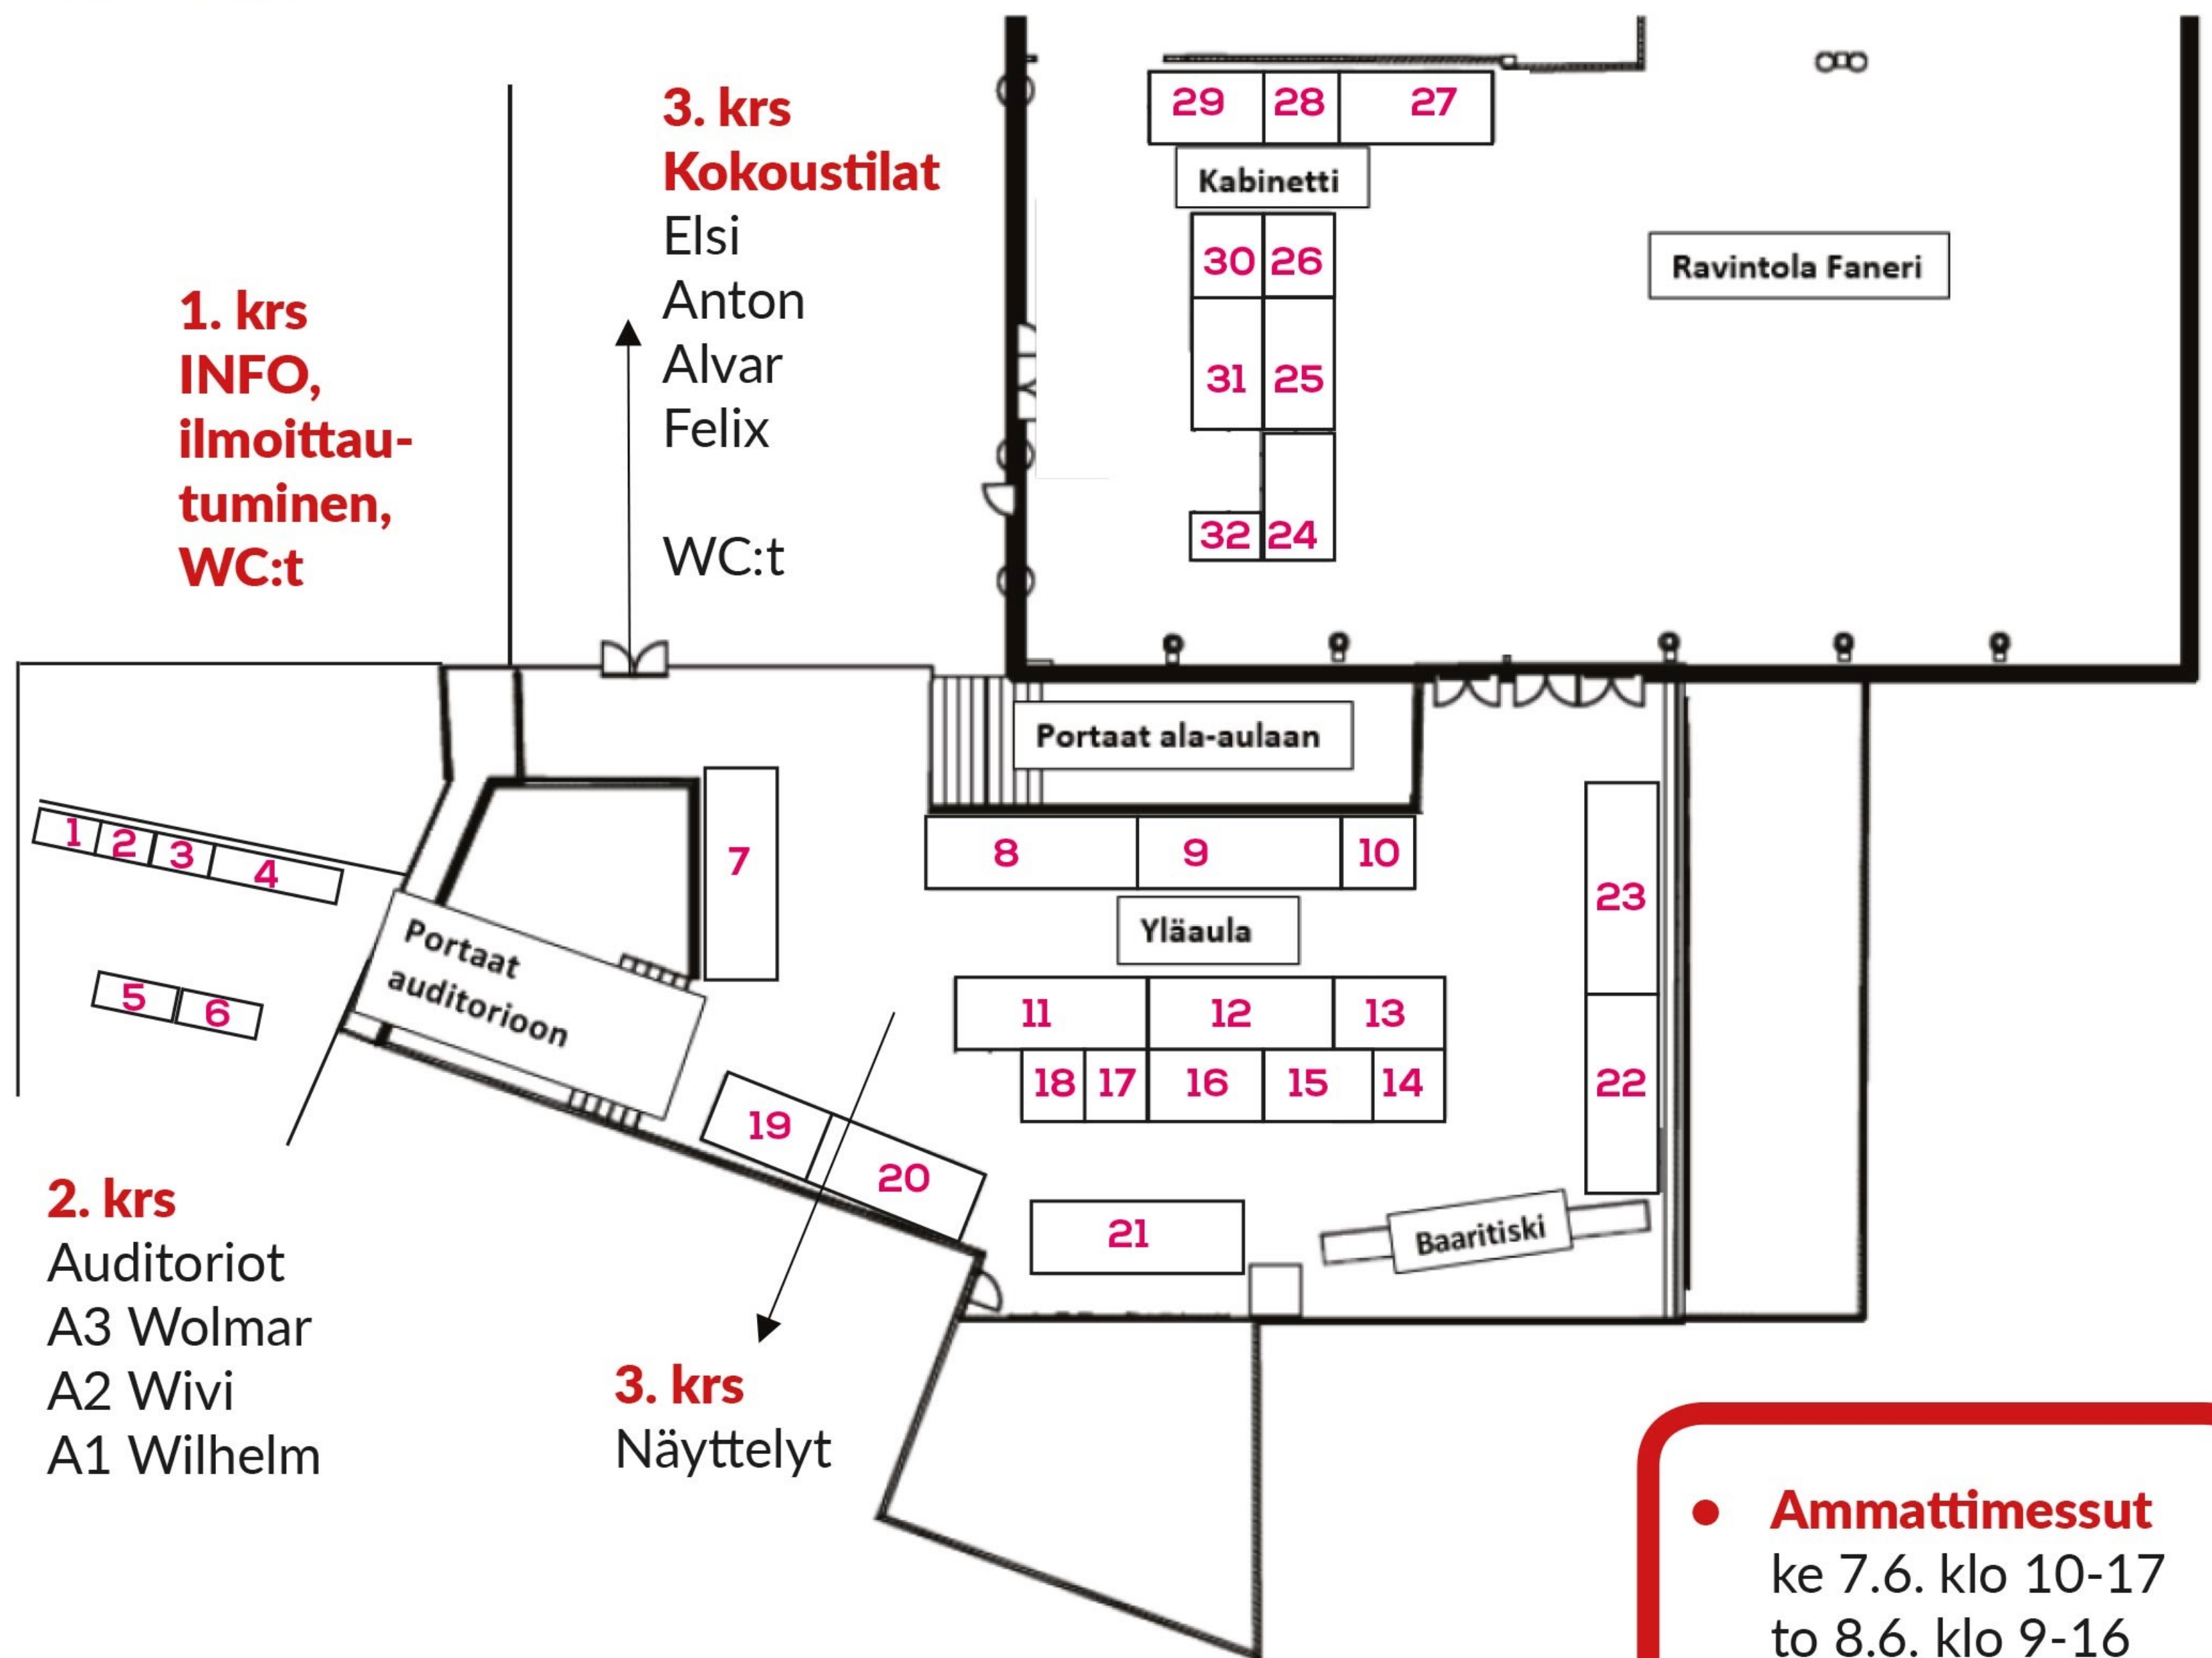 3. krs
Kokoustilat
Elsi
Anton
Alvar
Felix
WC:t
1. krs
INFO,
ilmoittau-
tuminen,
WC:t
29 28 27
Kabinetti
30 26
31 25
32 24
Ravintola Faneri
Portaat ala-aulaan
1 2 3 4
5 6
Portaat
auditorioon
7
8 9 10
Yläaula
11 12 13
18 17 16 15 14
23
22
19 20
21
Baaritiski
2. krs
Auditoriot
A3 Wolmar
A2 Wivi
A1 Wilhelm
3. krs
Näyttelyt
• Ammattimessut
ke 7.6. klo 10-17
to 8.6. klo 9-16